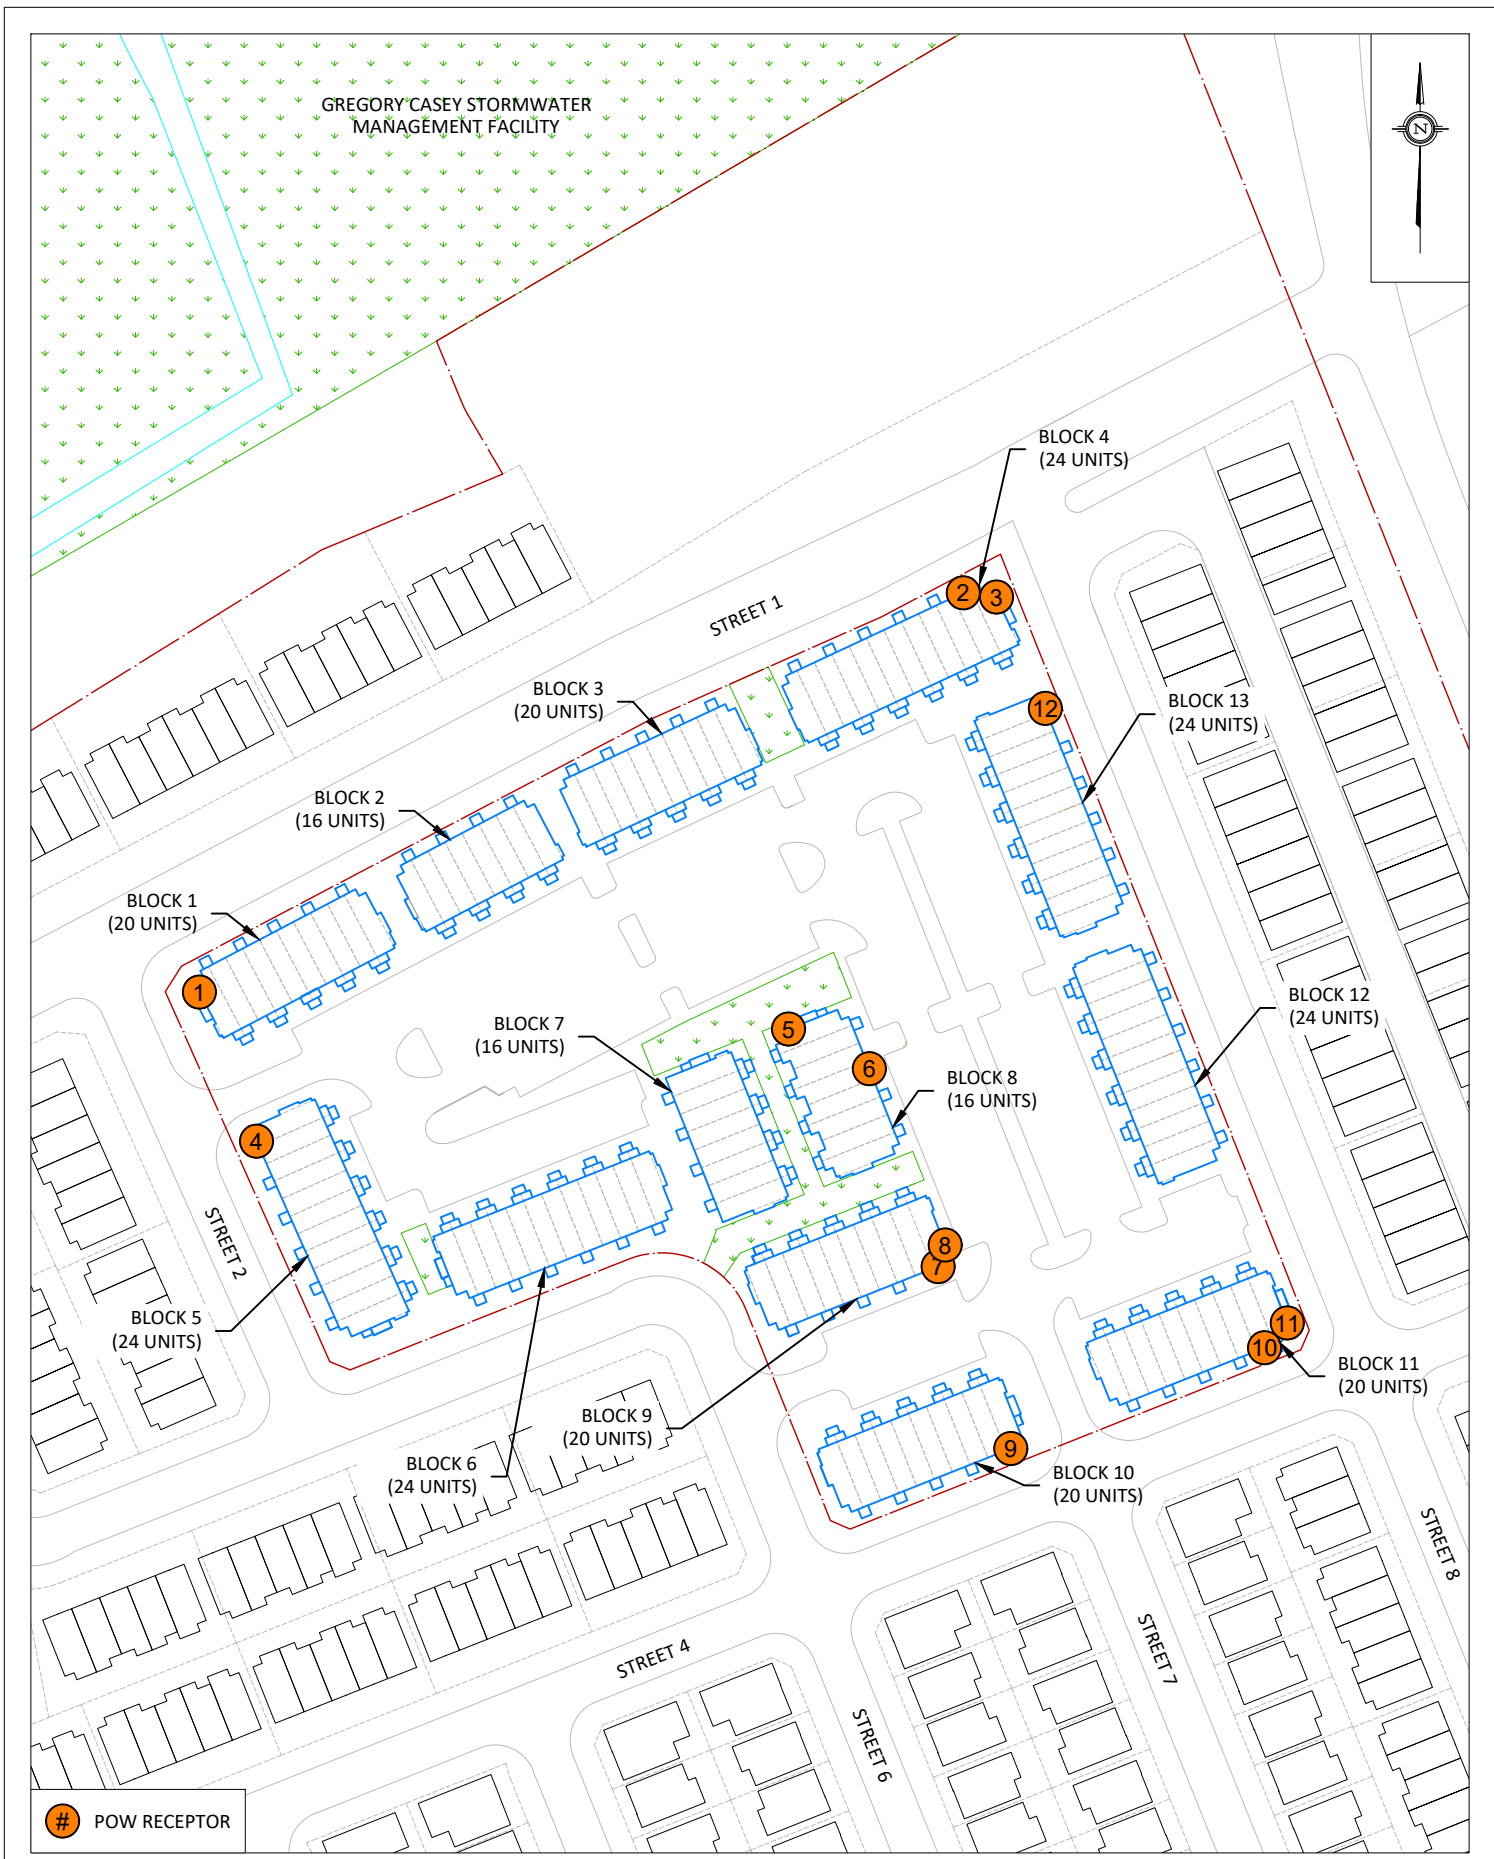 GREGORY CASEY STORMWATER
MANAGEMENT FACILITY
N
BLOCK 4
(24 UNITS)
2
3
STREET 1
BLOCK 3
(20 UNITS)
12
BLOCK 13
(24 UNITS)
BLOCK 2
(16 UNITS)
BLOCK 1
(20 UNITS)
1
BLOCK 12
(24 UNITS)
BLOCK 7
(16 UNITS)
5
6
BLOCK 8
(16 UNITS)
4
STREET 2
8
7
BLOCK 5
(24 UNITS)
11
10
BLOCK 11
(20 UNITS)
BLOCK 9
(20 UNITS)
9
BLOCK 6
(24 UNITS)
BLOCK 10
(20 UNITS)
STREET 8
STREET 7
STREET 4
STREET 6
# POW RECEPTOR